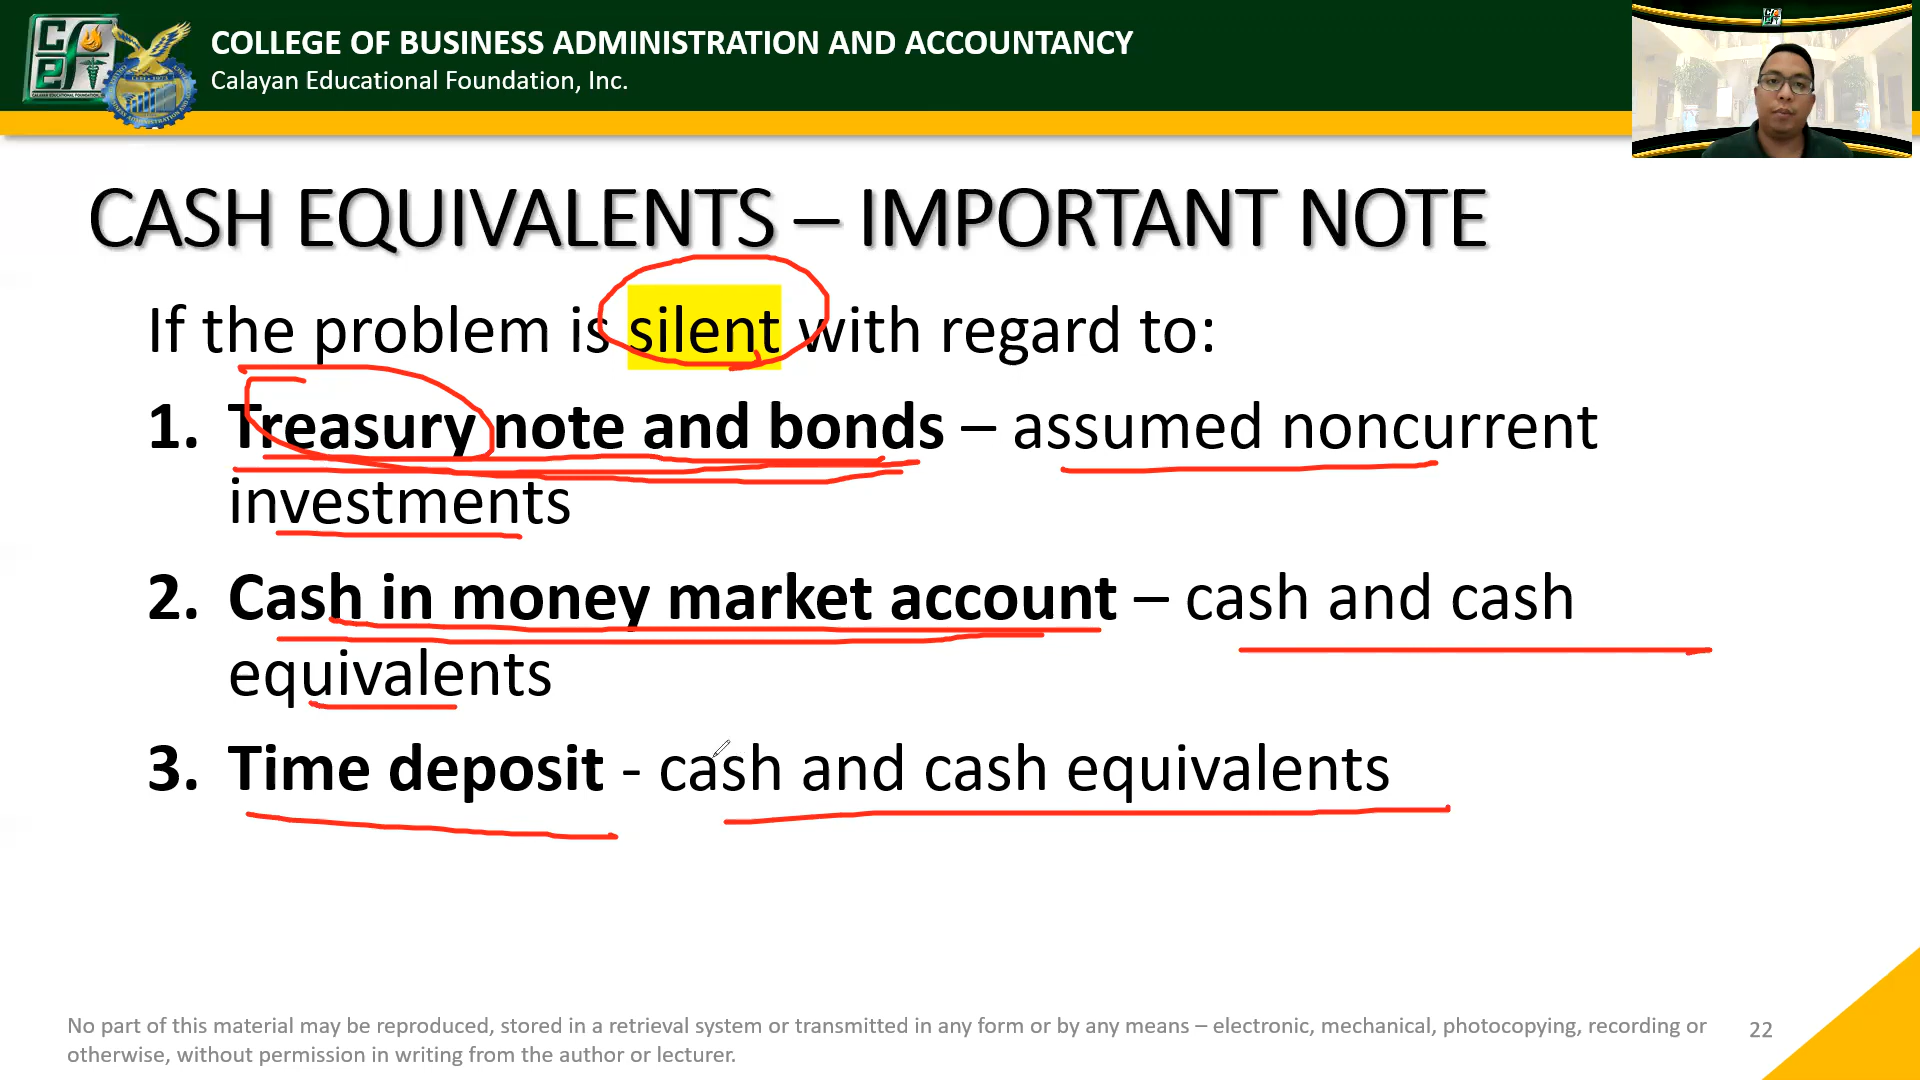 COLLEGE OF BUSINESS ADMINISTRATION AND ACCOUNTANCY
Calayan Educational Foundation, Inc.
CASH EQUIVALENTS – IMPORTANT NOTE
If the problem is silent with regard to:
1. Treasury note and bonds – assumed noncurrent
investments
2. Cash in money market account – cash and cash
equivalents
3. Time deposit - cash and cash equivalents
No part of this material may be reproduced, stored in a retrieval system or transmitted in any form or by any means – electronic, mechanical, photocopying, recording or
otherwise, without permission in writing from the author or lecturer.
22